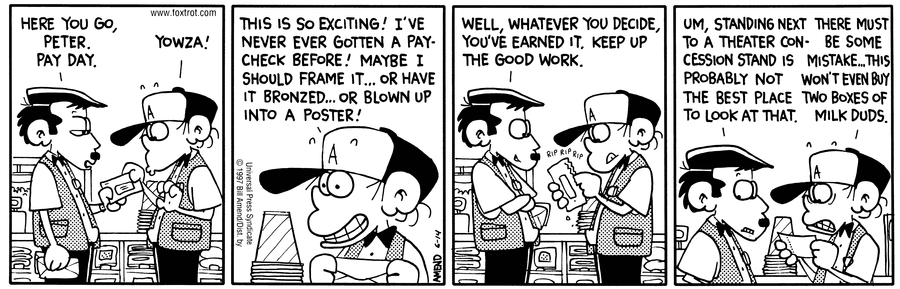 www.foxtrot.com
HERE YOU GO,
PETER.
PAY DAY.
YOWZA!
A
THIS IS SO EXCITING! I'VE
NEVER EVER GOTTEN A PAY-
CHECK BEFORE! MAYBE I
SHOULD FRAME IT... OR HAVE
IT BRONZED... OR BLOWN UP
INTO A POSTER!
A
Universal Press Syndicate
© 1997 Bill Amend/Dist. by
AMEND 6-14
WELL, WHATEVER YOU DECIDE,
YOU'VE EARNED IT. KEEP UP
THE GOOD WORK.
A
RIP RIP RIP
UM, STANDING NEXT
TO A THEATER CON-
CESSION STAND IS
PROBABLY NOT
THE BEST PLACE
TO LOOK AT THAT.
THERE MUST
BE SOME
MISTAKE... THIS
WON'T EVEN BUY
TWO BOXES OF
MILK DUDS.
A